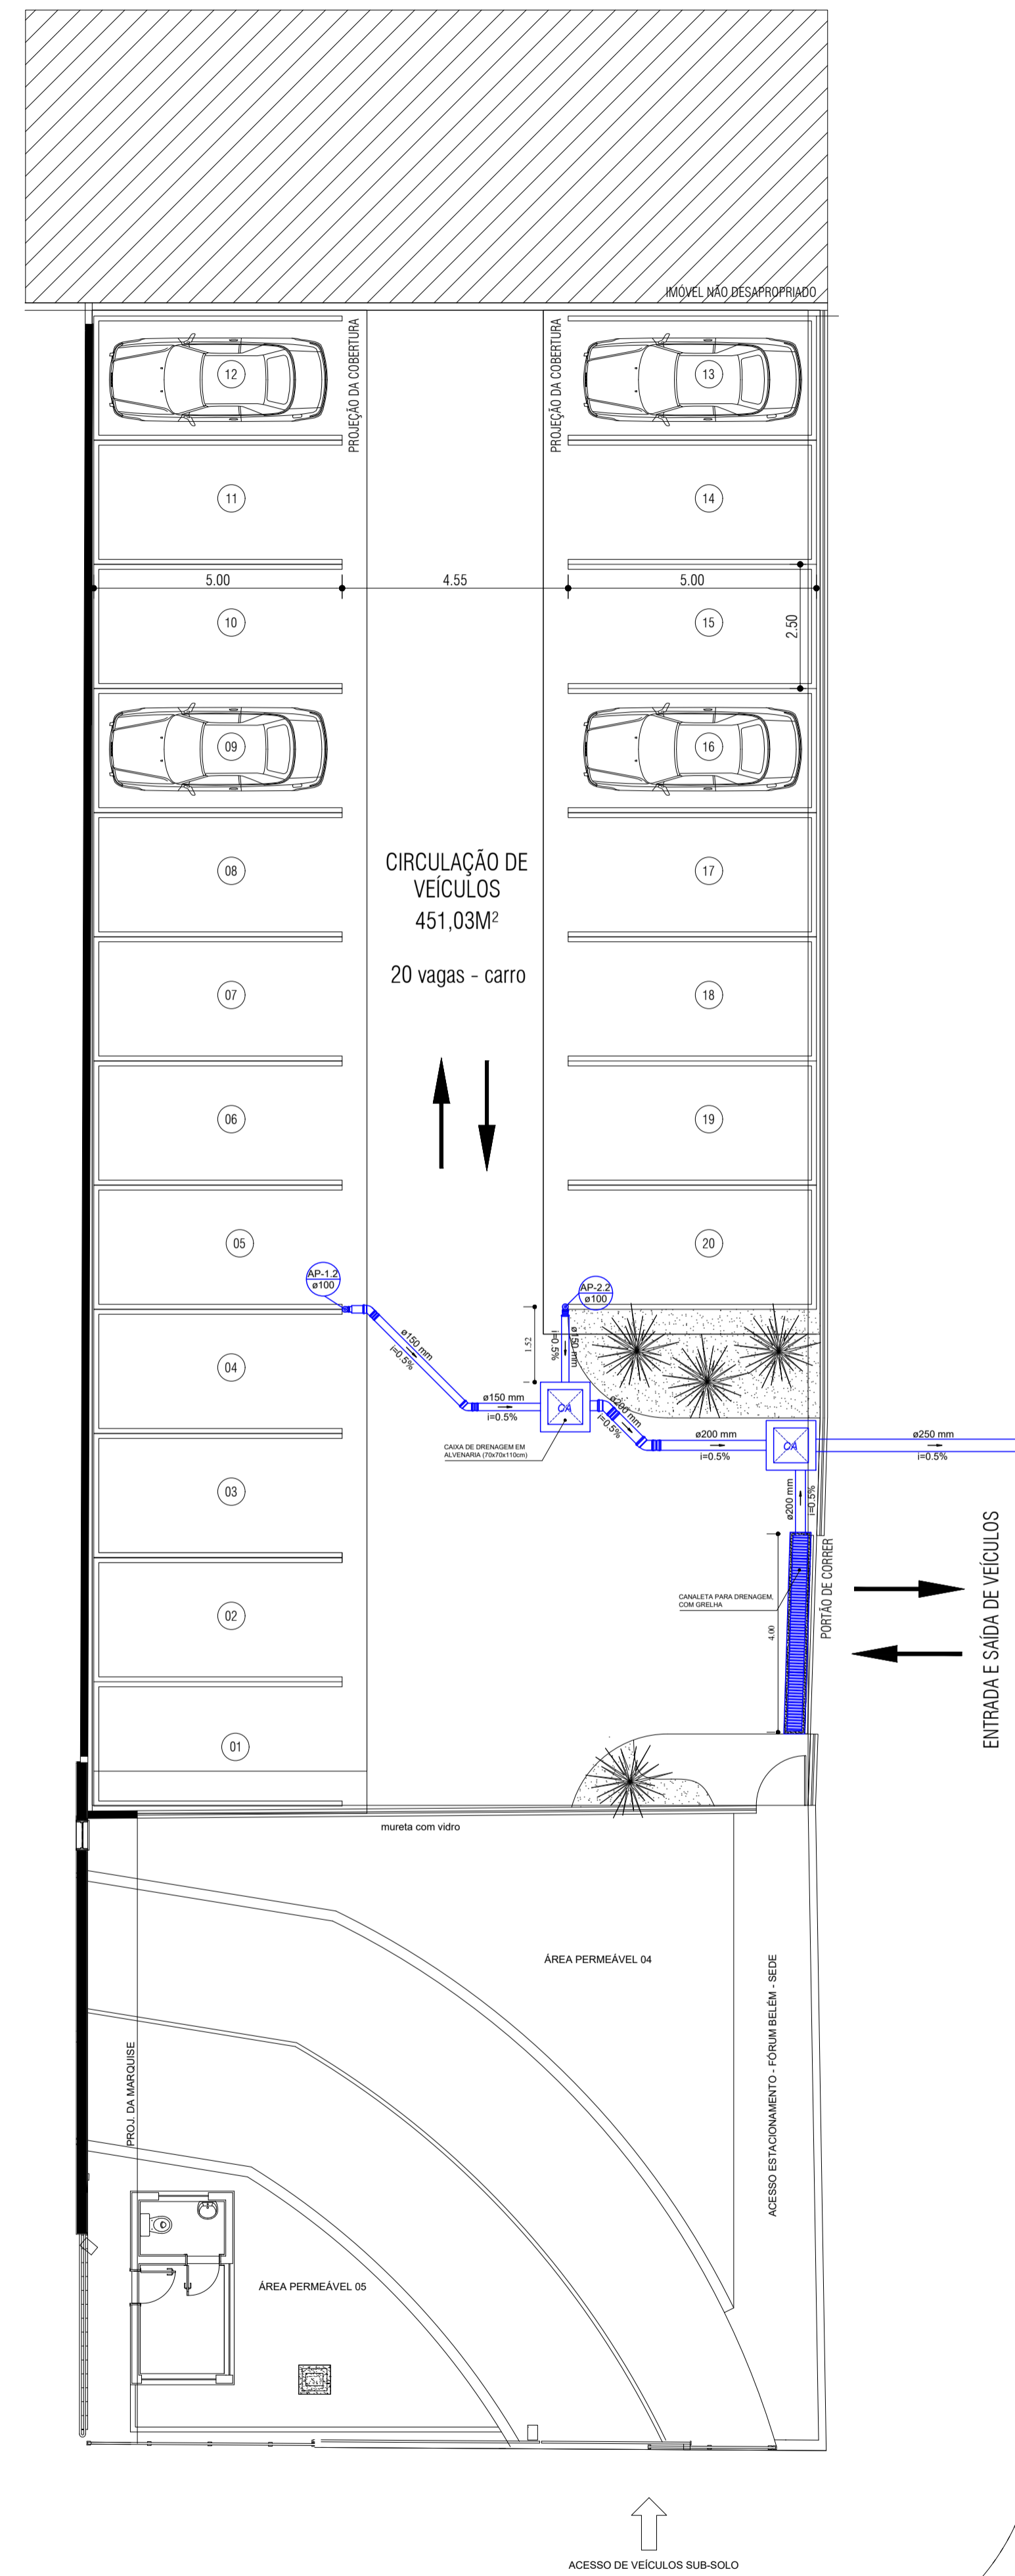 IMÓVEL NÃO DESAPROPRIADO
PROJEÇÃO DA COBERTURA
PROJEÇÃO DA COBERTURA
12
13
11
14
5.00
4.55
5.00
10
15
2.50
09
16
08
17
CIRCULAÇÃO DE
VEÍCULOS
451,03M²
20 vagas - carro
07
18
06
19
05
20
AP-1.2
ø100
AP-2.2
ø100
ø150 mm
i=0.5%
1.52
i=0.5%
ø150 mm
04
ø150 mm
i=0.5%
CA
ø200 mm
i=0.5%
CAIXA DE DRENAGEM EM
ALVENARIA (70x70x110cm)
ø200 mm
i=0.5%
CA
ø250 mm
i=0.5%
03
ø200 mm
i=0.5%
CANALETA PARA DRENAGEM,
COM GRELHA
4.00
PORTÃO DE CORRER
ENTRADA E SAÍDA DE VEÍCULOS
02
01
mureta com vidro
ÁREA PERMEÁVEL 04
PROJ. DA MARQUISE
ACESSO ESTACIONAMENTO - FÓRUM BELÉM - SEDE
ÁREA PERMEÁVEL 05
ACESSO DE VEÍCULOS SUB-SOLO